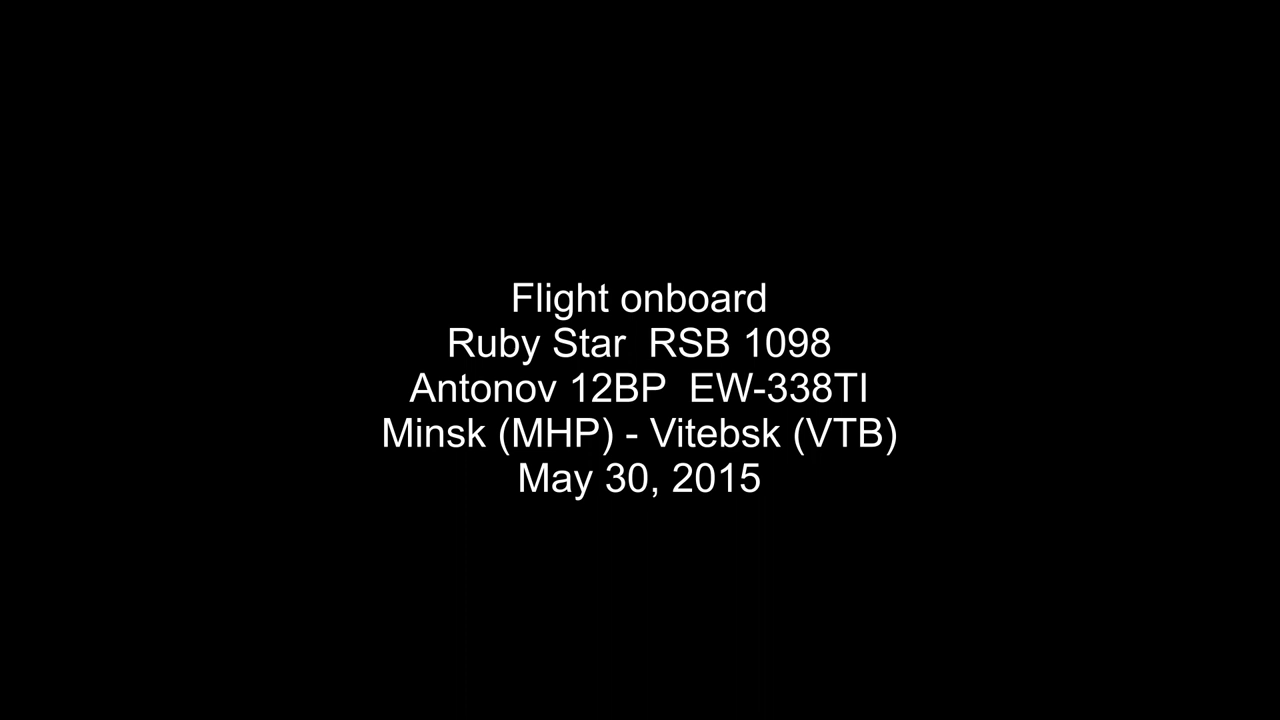 Flight onboard
Ruby Star  RSB 1098
Antonov 12BP  EW-338TI
Minsk (MHP) - Vitebsk (VTB)
May 30, 2015